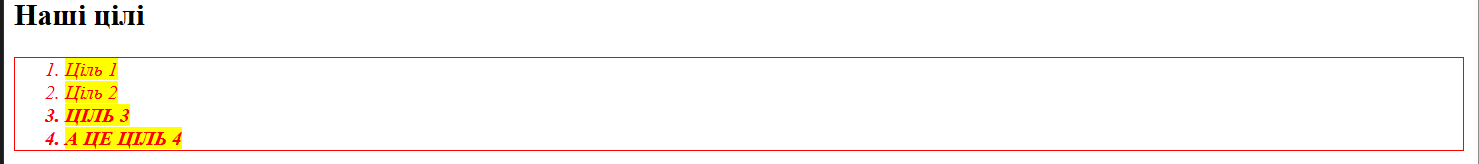 Наші цілі
1. Ціль 1
2. Ціль 2
3. ЦІЛЬ 3
4. А ЦЕ ЦІЛЬ 4